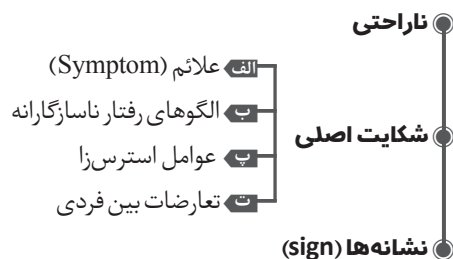 ناراحتی
الف علائم (Symptom)
ب الگوهای رفتار ناسازگارانه
شکایت اصلی
پ عوامل استرس‌زا
ت تعارضات بین فردی
نشانه‌ها (sign)